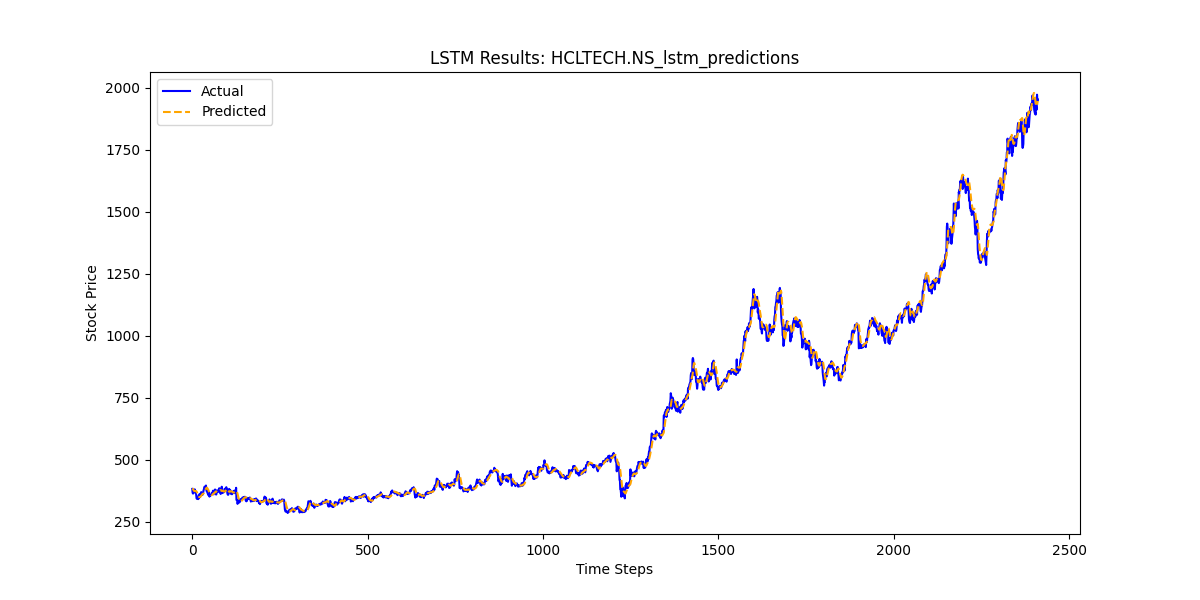 LSTM Results: HCLTECH.NS_lstm_predictions
Actual
Predicted
Stock Price
2000
1750
1500
1250
1000
750
500
250
0
500
1000
1500
2000
2500
Time Steps